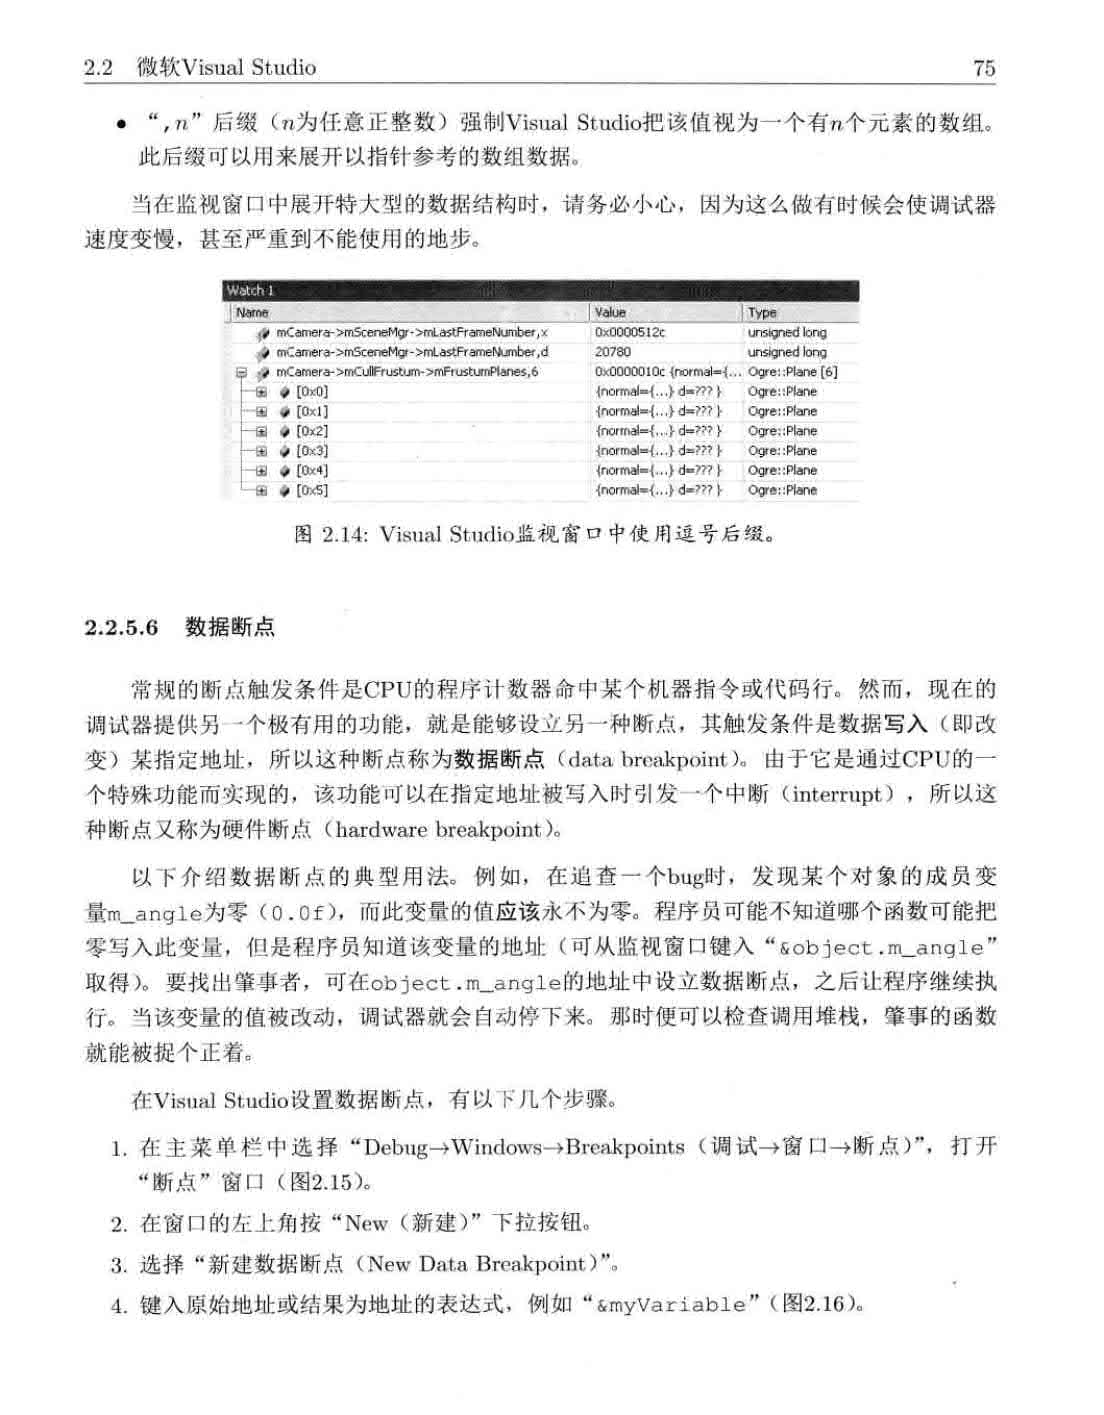 2.2 微软Visual Studio 75
• “,n”后缀（n为任意正整数）强制Visual Studio把该值视为一个有n个元素的数组。
此后缀可以用来展开以指针参考的数组数据。
当在监视窗口中展开特大型的数据结构时，请务必小心，因为这么做有时候会使调试器
速度变慢，甚至严重到不能使用的地步。
Watch 1
Name Value Type
mCamera->mSceneMgr->mLastFrameNumber,x 0x0000512c unsigned long
mCamera->mSceneMgr->mLastFrameNumber,d 20780 unsigned long
mCamera->mCullFrustum->mFrustumPlanes,6 0x0000010c {normal={... Ogre::Plane [6]
[0x0] {normal={...} d=??? } Ogre::Plane
[0x1] {normal={...} d=??? } Ogre::Plane
[0x2] {normal={...} d=??? } Ogre::Plane
[0x3] {normal={...} d=??? } Ogre::Plane
[0x4] {normal={...} d=??? } Ogre::Plane
[0x5] {normal={...} d=??? } Ogre::Plane
图 2.14: Visual Studio监视窗口中使用逗号后缀。
2.2.5.6 数据断点
常规的断点触发条件是CPU的程序计数器命中某个机器指令或代码行。然而，现在的
调试器提供另一个极有用的功能，就是能够设立另一种断点，其触发条件是数据写入（即改
变）某指定地址，所以这种断点称为数据断点（data breakpoint）。由于它是通过CPU的一
个特殊功能而实现的，该功能可以在指定地址被写入时引发一个中断（interrupt），所以这
种断点又称为硬件断点（hardware breakpoint）。
以下介绍数据断点的典型用法。例如，在追查一个bug时，发现某个对象的成员变
量m_angle为零（0.0f），而此变量的值应该永不为零。程序员可能不知道哪个函数可能把
零写入此变量，但是程序员知道该变量的地址（可从监视窗口键入“&object.m_angle”
取得）。要找出肇事者，可在object.m_angle的地址中设立数据断点，之后让程序继续执
行。当该变量的值被改动，调试器就会自动停下来。那时便可以检查调用堆栈，肇事的函数
就能被捉个正着。
在Visual Studio设置数据断点，有以下几个步骤。
1. 在主菜单栏中选择“Debug→Windows→Breakpoints（调试→窗口→断点）”，打开
“断点”窗口（图2.15）。
2. 在窗口的左上角按“New（新建）”下拉按钮。
3. 选择“新建数据断点（New Data Breakpoint）”。
4. 键入原始地址或结果为地址的表达式，例如“&myVariable”（图2.16）。